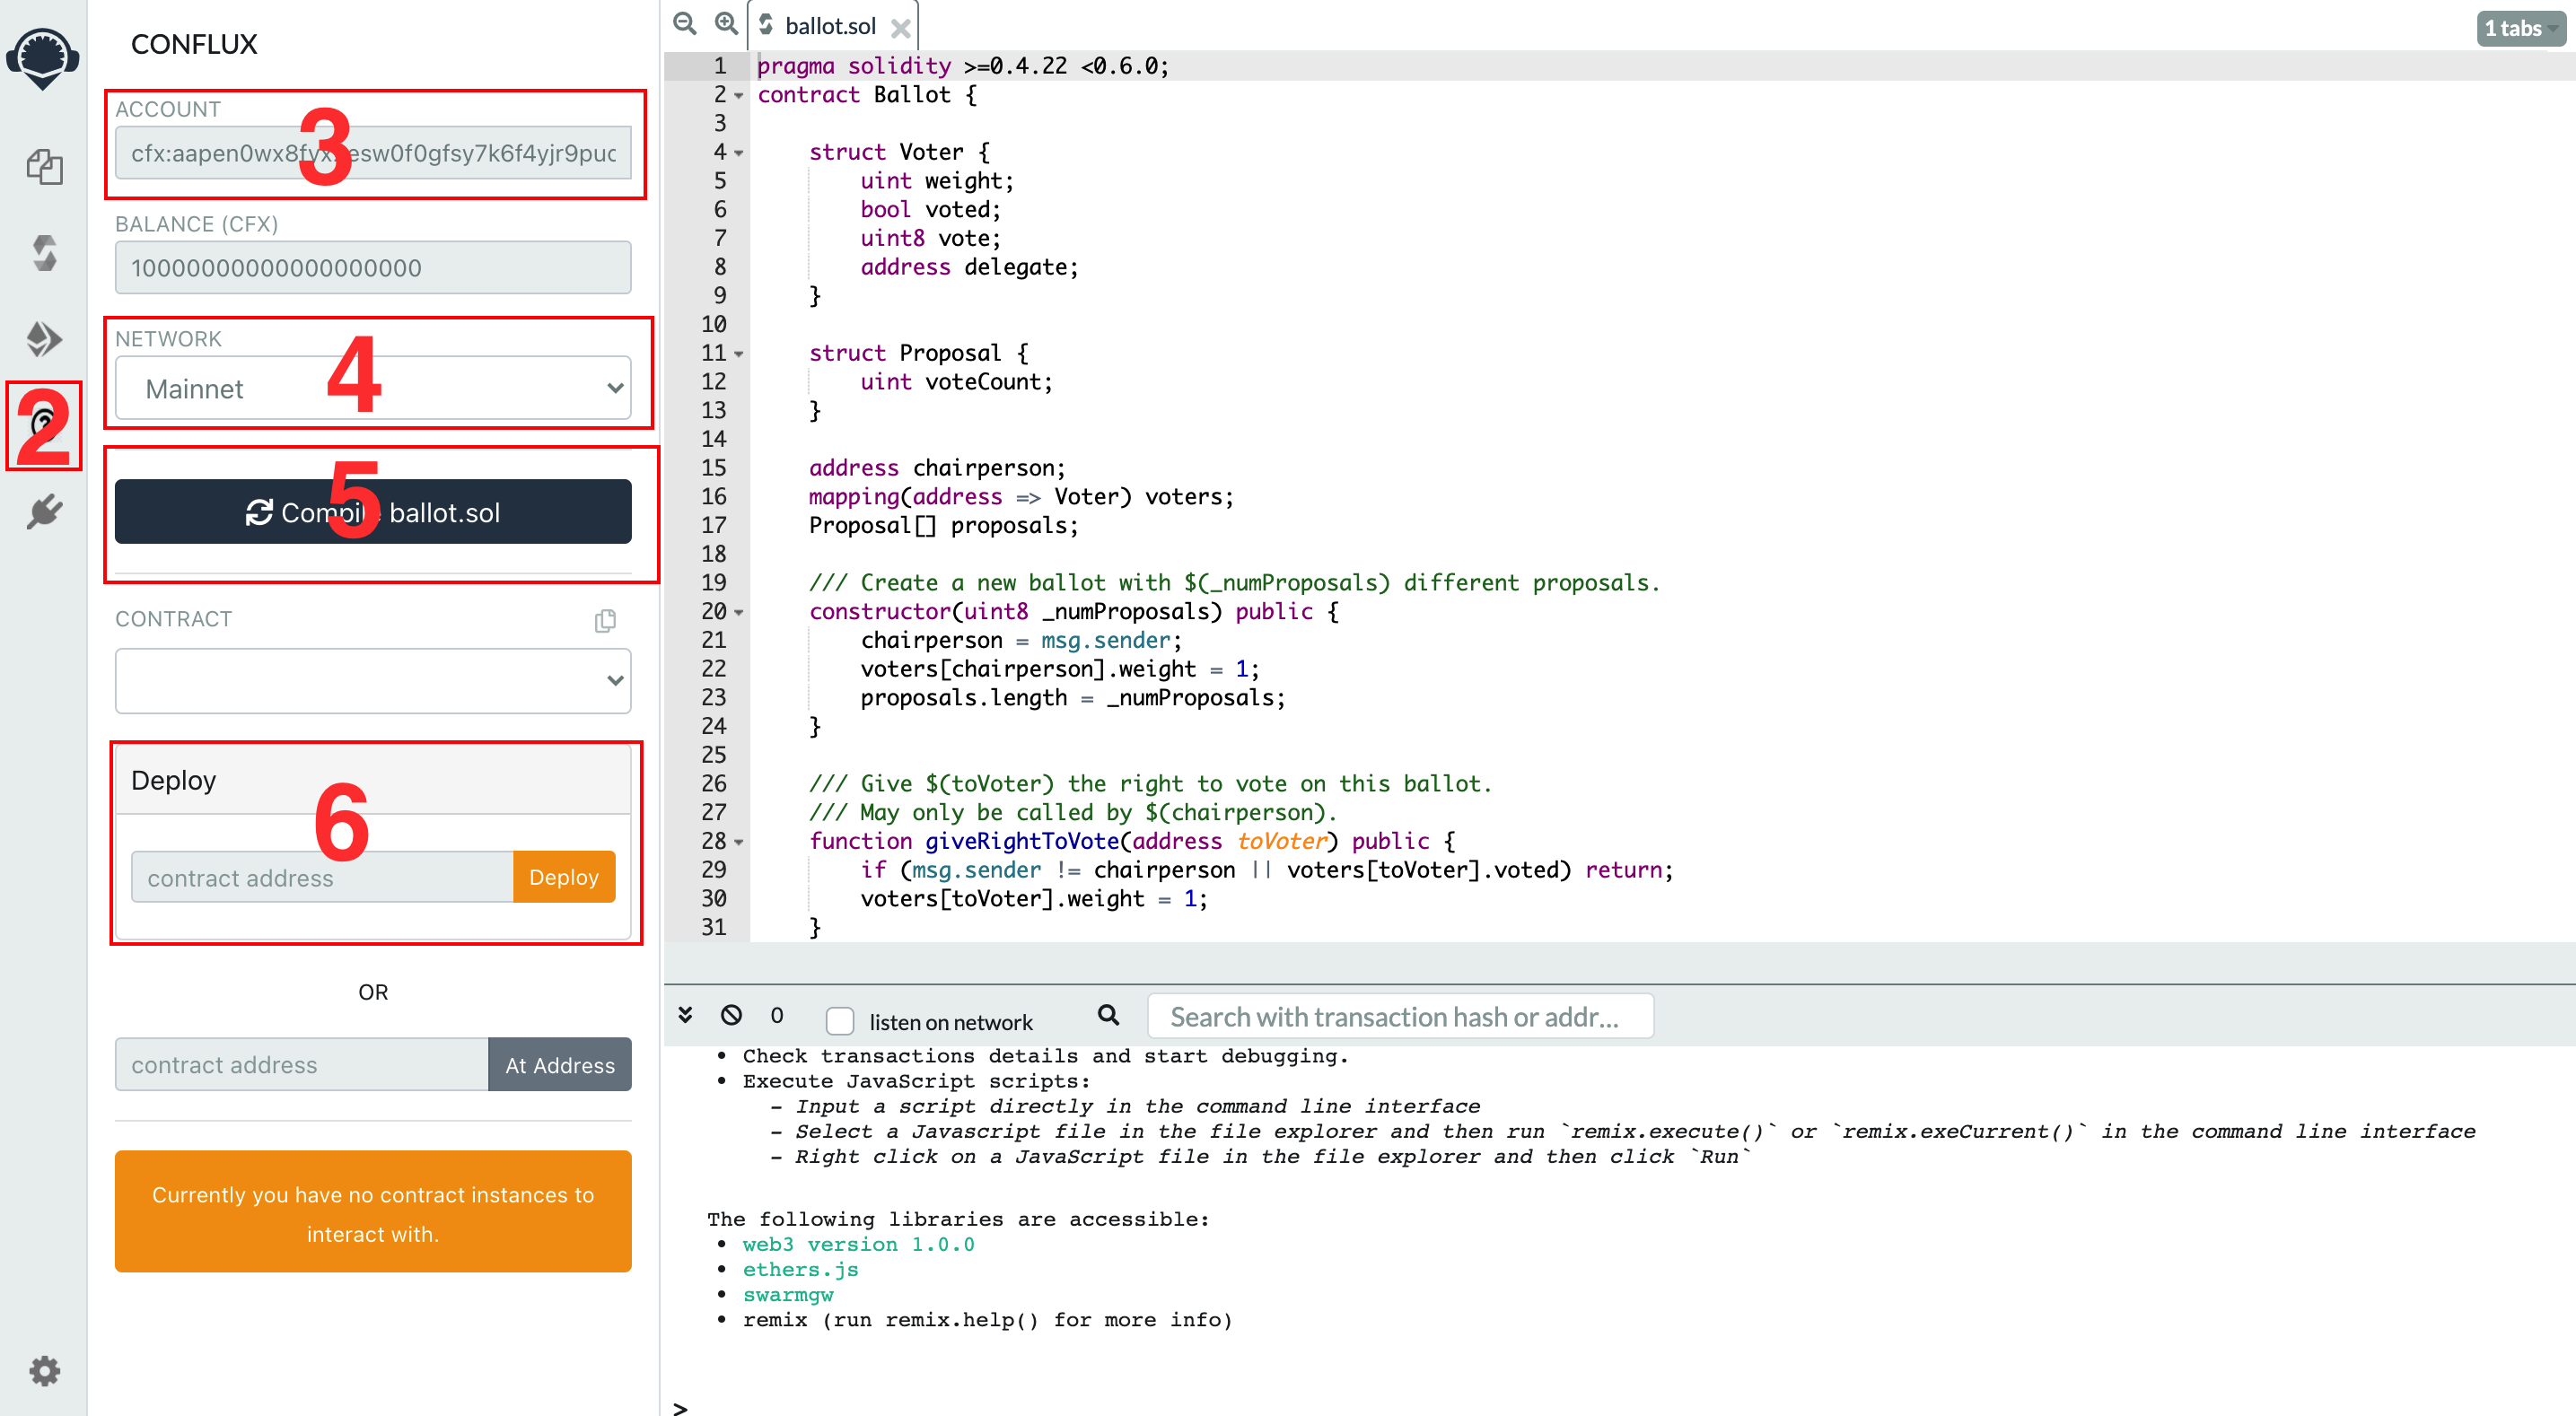 CONFLUX
ACCOUNT
3
BALANCE (CFX)
10000000000000000000
NETWORK
Mainnet
4
2
5
Compile ballot.sol
CONTRACT
Deploy
6
contract address
Deploy
OR
contract address
At Address
Currently you have no contract instances to
interact with.
ballot.sol
1 tabs
1 pragma solidity >=0.4.22 <0.6.0;
2 contract Ballot {
3
4 struct Voter {
5 uint weight;
6 bool voted;
7 uint8 vote;
8 address delegate;
9 }
10
11 struct Proposal {
12 uint voteCount;
13 }
14
15 address chairperson;
16 mapping(address => Voter) voters;
17 Proposal[] proposals;
18
19 /// Create a new ballot with $(_numProposals) different proposals.
20 constructor(uint8 _numProposals) public {
21 chairperson = msg.sender;
22 voters[chairperson].weight = 1;
23 proposals.length = _numProposals;
24 }
25
26 /// Give $(toVoter) the right to vote on this ballot.
27 /// May only be called by $(chairperson).
28 function giveRightToVote(address toVoter) public {
29 if (msg.sender != chairperson || voters[toVoter].voted) return;
30 voters[toVoter].weight = 1;
31 }
0
listen on network
Search with transaction hash or addr...
• Check transactions details and start debugging.
• Execute JavaScript scripts:
- Input a script directly in the command line interface
- Select a Javascript file in the file explorer and then run `remix.execute()` or `remix.exeCurrent()` in the command line interface
- Right click on a JavaScript file in the file explorer and then click `Run`
The following libraries are accessible:
• web3 version 1.0.0
• ethers.js
• swarmgw
• remix (run remix.help() for more info)
>